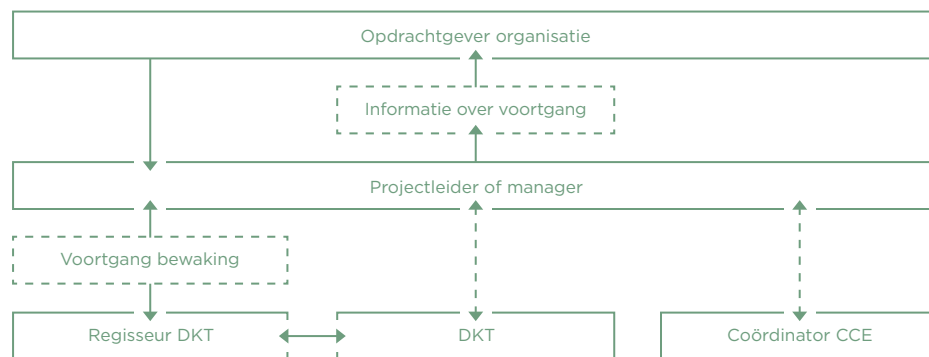 Opdrachtgever organisatie
Informatie over voortgang
Projectleider of manager
Voortgang bewaking
Regisseur DKT
DKT
Coördinator CCE